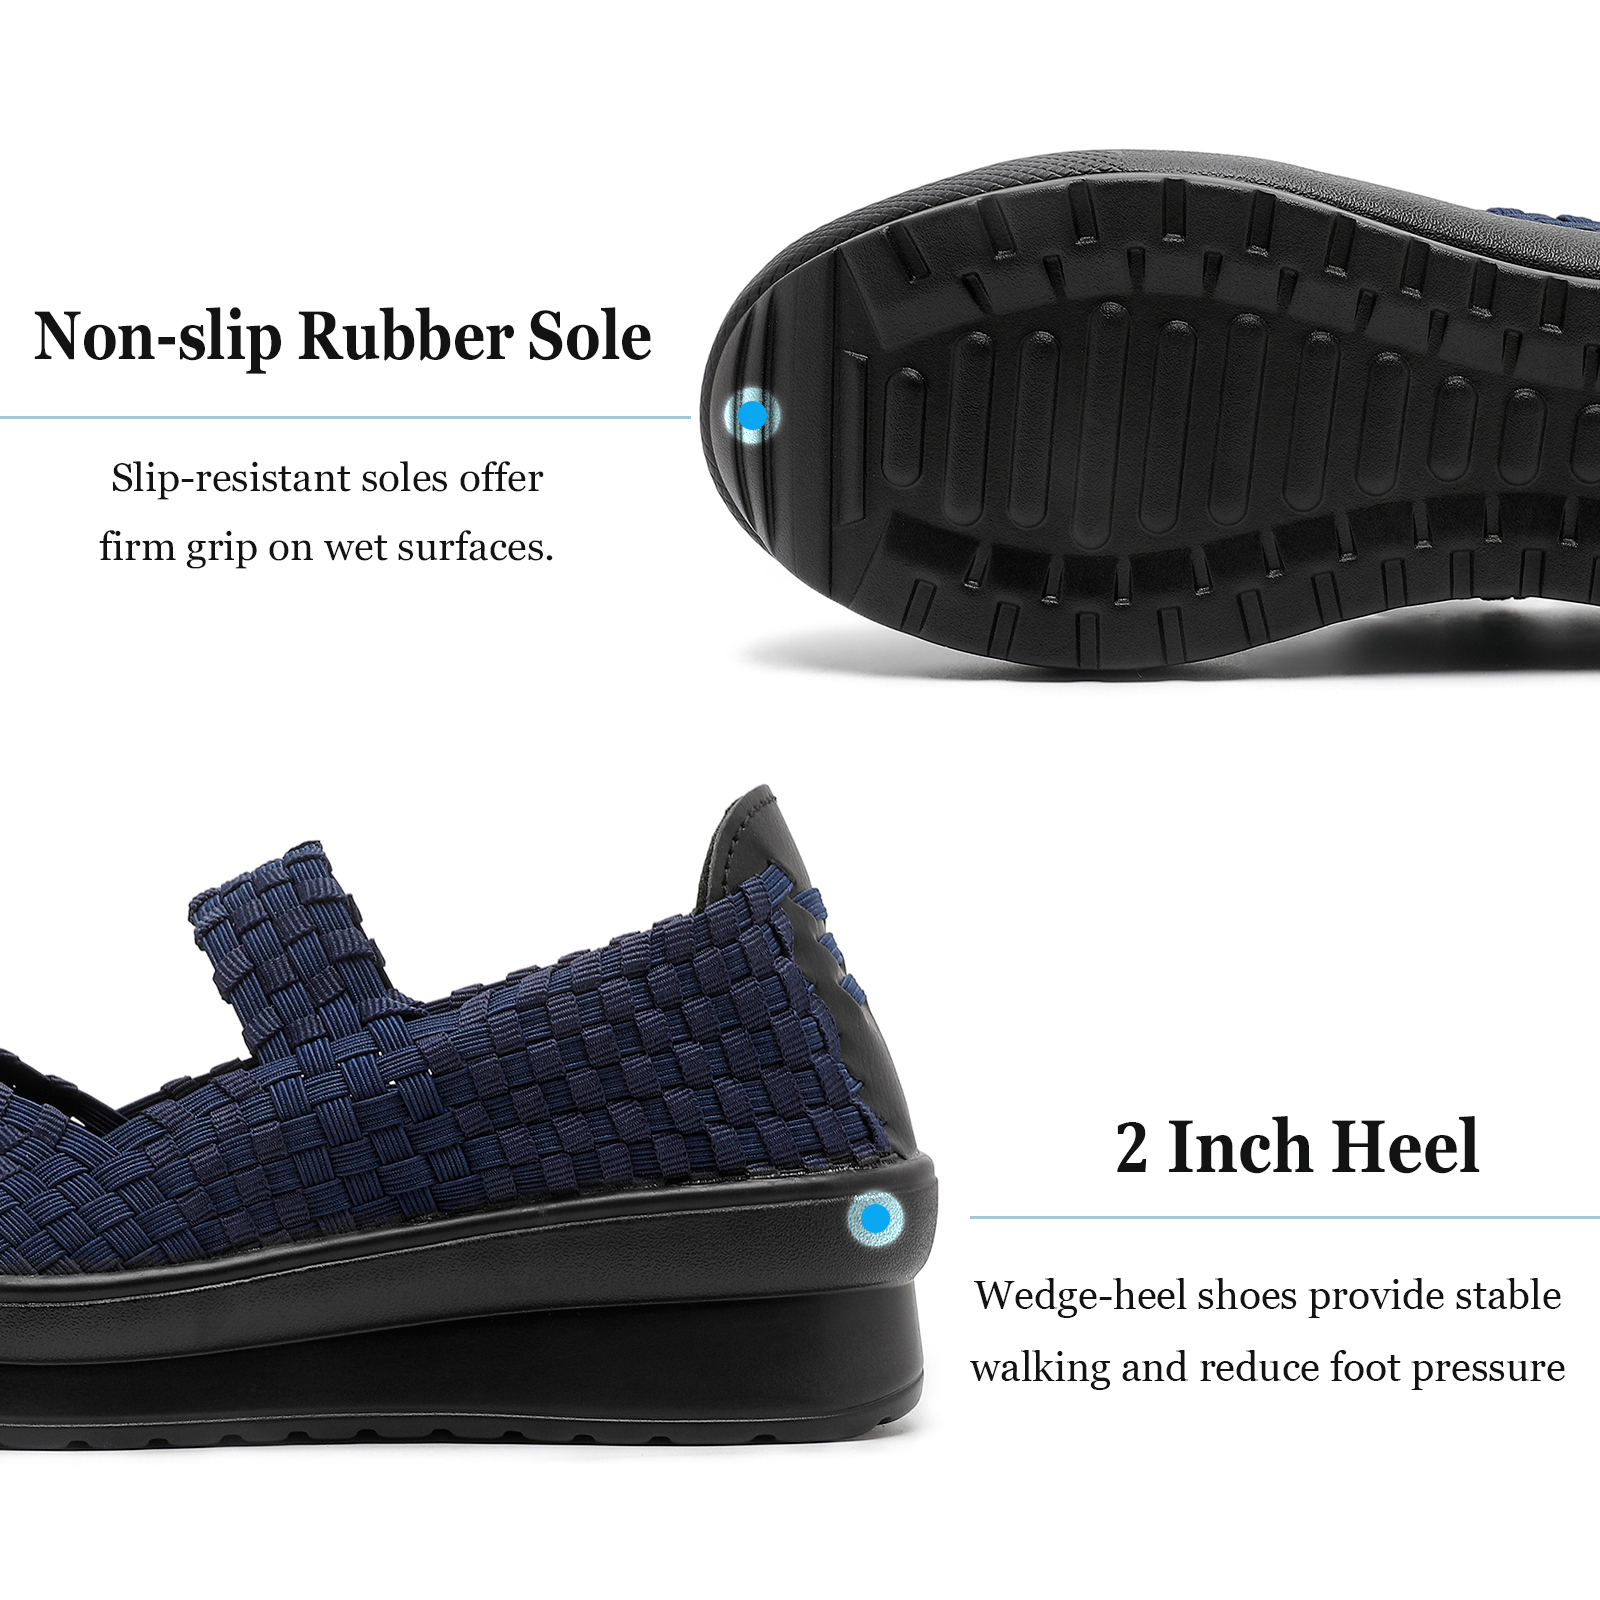 Non-slip Rubber Sole
Slip-resistant soles offer
firm grip on wet surfaces.
2 Inch Heel
Wedge-heel shoes provide stable
walking and reduce foot pressure